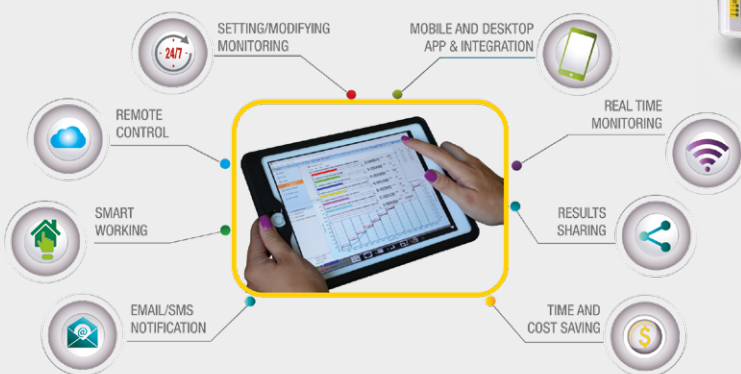 SETTING/MODIFYING
MONITORING
24/7
MOBILE AND DESKTOP
APP & INTEGRATION
REMOTE
CONTROL
REAL TIME
MONITORING
SMART
WORKING
RESULTS
SHARING
EMAIL/SMS
NOTIFICATION
@
TIME AND
COST SAVING
$